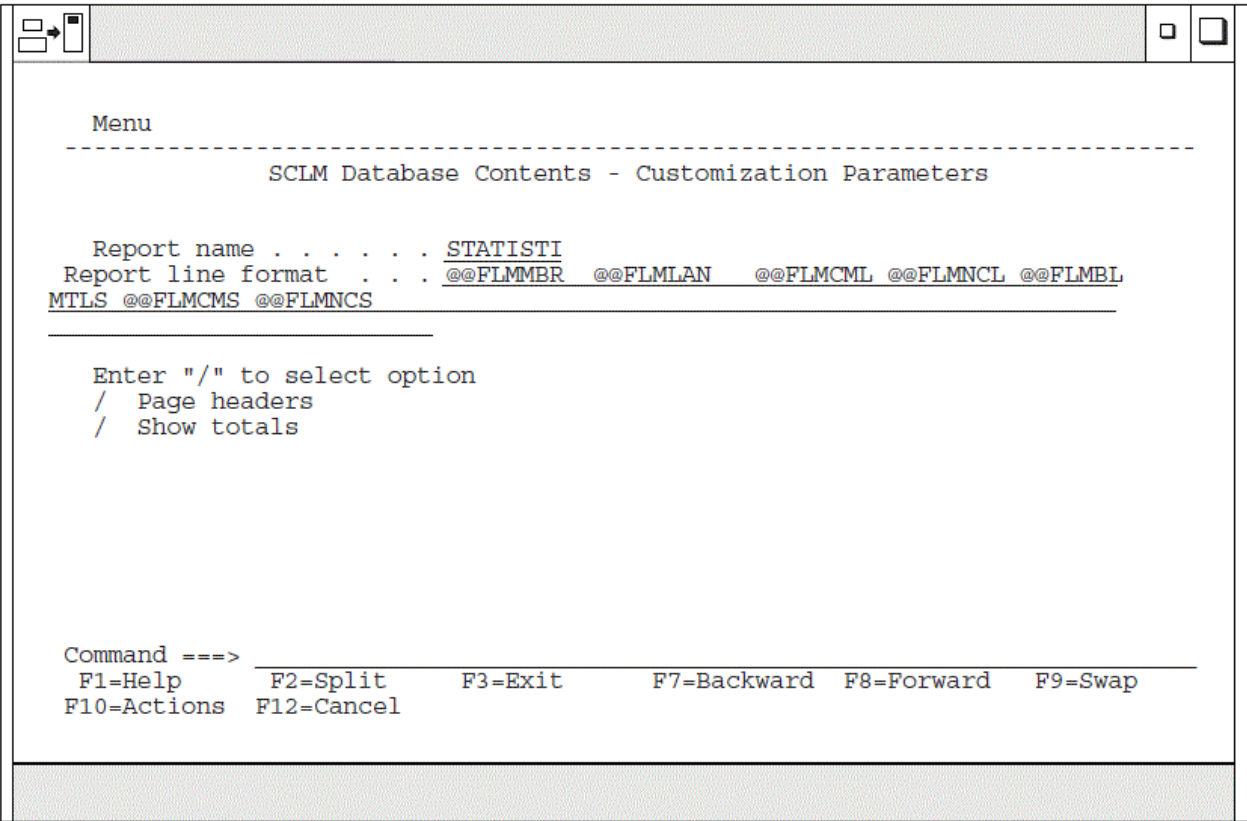 Menu
SCLM Database Contents - Customization Parameters
Report name . . . . . . STATISTI
Report line format . . . @@FLMMBR @@FLMLAN @@FLMCML @@FLMNCL @@FLMBL
MTLS @@FLMCMS @@FLMNCS
Enter "/" to select option
/ Page headers
/ Show totals
Command ===>
F1=Help F2=Split F3=Exit F7=Backward F8=Forward F9=Swap
F10=Actions F12=Cancel